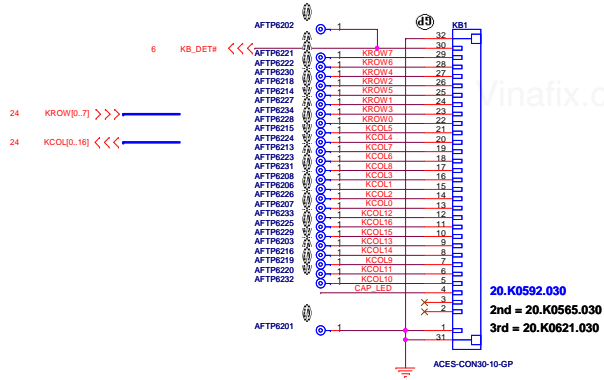 AFTP6202 1 GP KB1
32
6 KB_DET# 30
AFTP6221 1 KROW7 29
AFTP6222 1 KROW6 28
AFTP6230 1 KROW4 27
AFTP6218 1 KROW2 26
AFTP6214 1 KROW5 25
AFTP6227 1 KROW1 24
24 KROW[0..7] AFTP6234 1 KROW3 23
AFTP6228 1 KROW0 22
AFTP6215 1 KCOL5 21
AFTP6224 1 KCOL4 20
24 KCOL[0..16] AFTP6213 1 KCOL7 19
AFTP6223 1 KCOL6 18
AFTP6231 1 KCOL8 17
AFTP6208 1 KCOL3 16
AFTP6206 1 KCOL1 15
AFTP6226 1 KCOL2 14
AFTP6207 1 KCOL0 13
AFTP6233 1 KCOL12 12
AFTP6225 1 KCOL16 11
AFTP6229 1 KCOL15 10
AFTP6203 1 KCOL13 9
AFTP6216 1 KCOL14 8
AFTP6219 1 KCOL9 7
AFTP6220 1 KCOL11 6
AFTP6232 1 KCOL10 5
CAP_LED 4
3
2
AFTP6201 1 1
31
Vinafix.c
20.K0592.030
2nd = 20.K0565.030
3rd = 20.K0621.030
ACES-CON30-10-GP